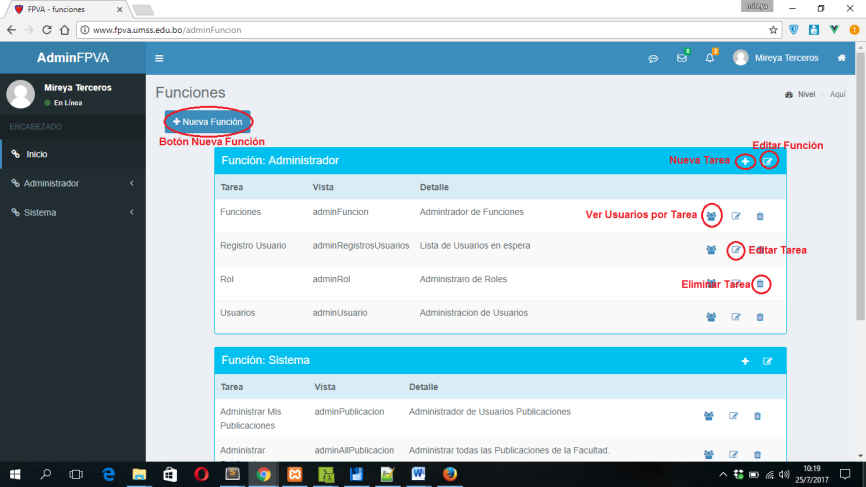 FPVA - funciones
mireya
www.fpva.umss.edu.bo/adminFuncion
AdminFPVA
Mireya Terceros
Mireya Terceros
En Línea
Funciones
Nivel > Aquí
Nueva Función
ENCABEZADO
Botón Nueva Función
Editar Función
Inicio
Función: Administrador
Nueva Tarea
Administrador
Tarea Vista Detalle
Sistema
Funciones adminFuncion Admintrador de Funciones
Ver Usuarios por Tarea
Registro Usuario adminRegistrosUsuarios Lista de Usuarios en espera
Editar Tarea
Rol adminRol Administraro de Roles
Eliminar Tarea
Usuarios adminUsuario Administracion de Usuarios
Función: Sistema
Tarea Vista Detalle
Administrar Mis adminPublicacion Administrador de Usuarios Publicaciones
Publicaciones
Administrar adminAllPublicacion Administrar todas las Publicaciones de la Facultad.
10:19
25/7/2017